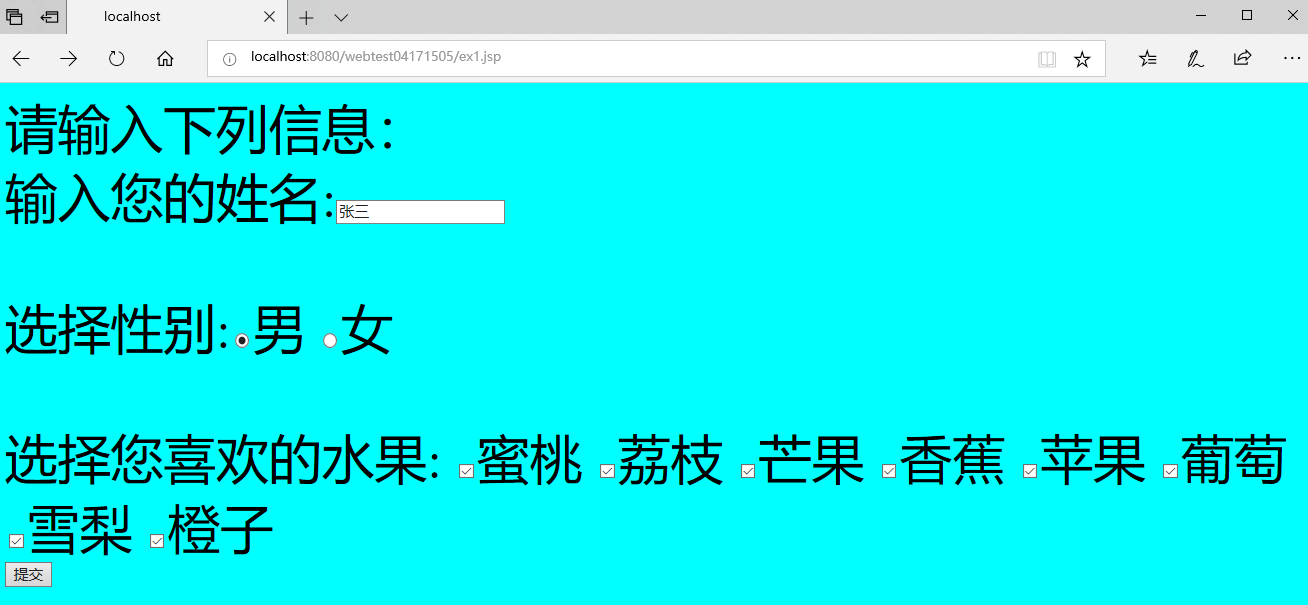 localhost
localhost:8080/webtest04171505/ex1.jsp
请输入下列信息：
输入您的姓名:张三
选择性别:男 女
选择您喜欢的水果: 蜜桃 荔枝 芒果 香蕉 苹果 葡萄
雪梨 橙子
提交